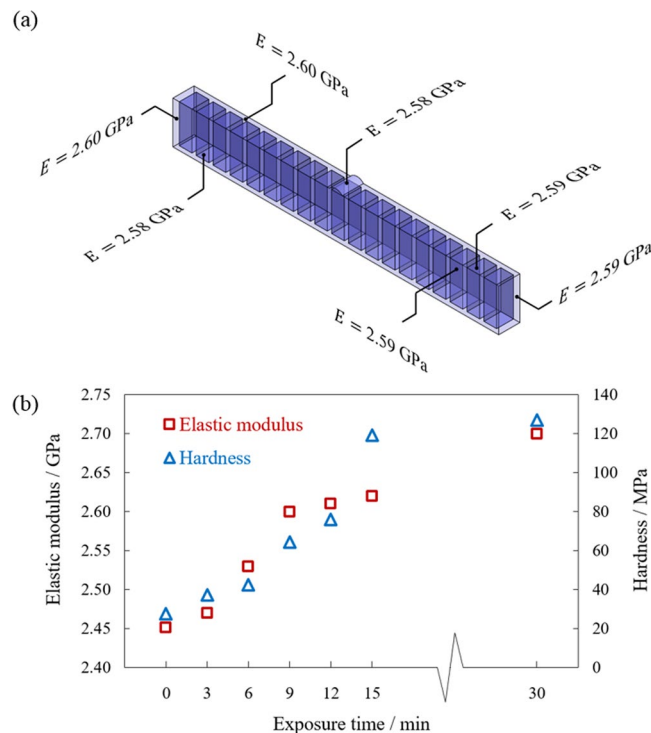 (a)
E = 2.60 GPa
E = 2.58 GPa
E = 2.60 GPa
E = 2.59 GPa
E = 2.58 GPa
E = 2.59 GPa
E = 2.59 GPa
(b)
Elastic modulus
Hardness
Elastic modulus / GPa
2.75
2.70
2.65
2.60
2.55
2.50
2.45
2.40
140
120
100
80
60
40
20
0
Hardness / MPa
0 3 6 9 12 15 30
Exposure time / min